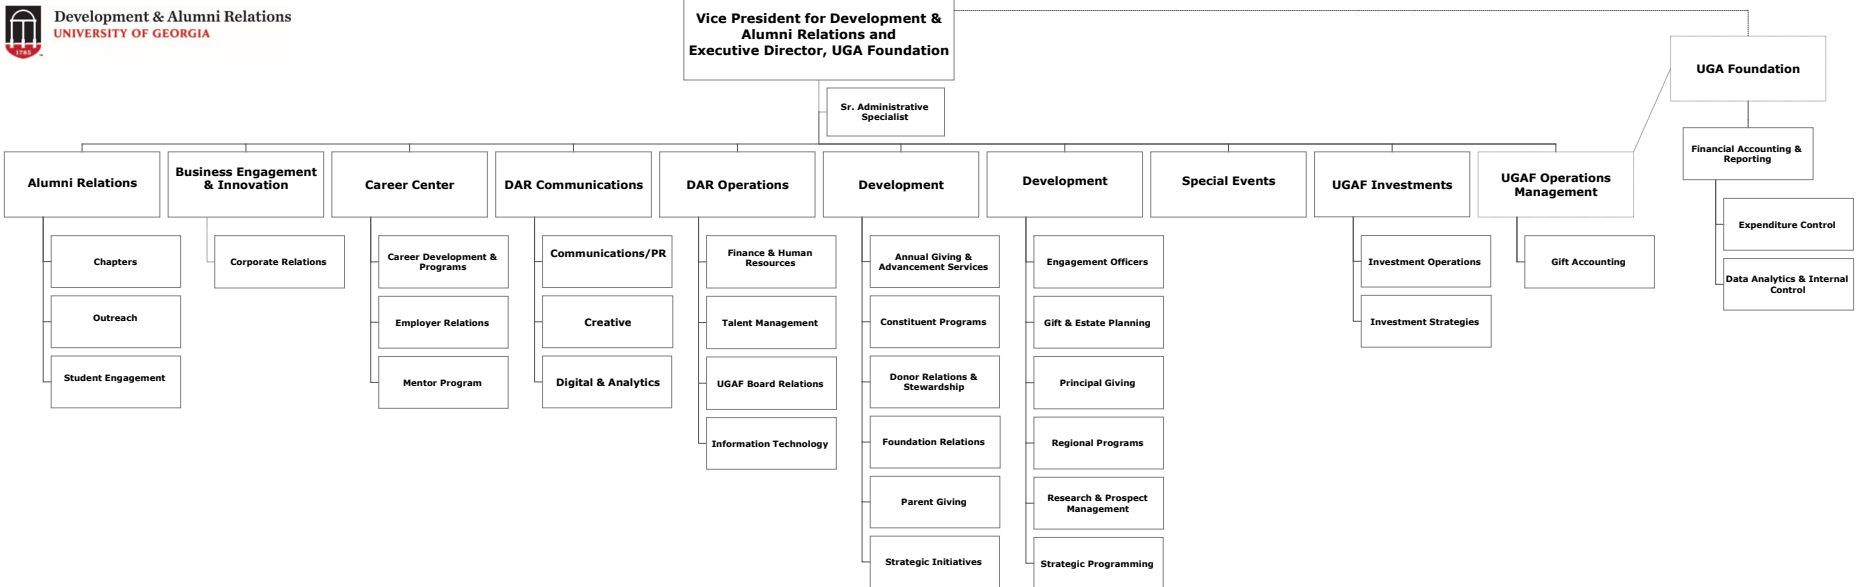 Development & Alumni Relations
UNIVERSITY OF GEORGIA
1785
Vice President for Development &
Alumni Relations and
Executive Director, UGA Foundation
UGA Foundation
Sr. Administrative
Specialist
Financial Accounting &
Reporting
Expenditure Control
Data Analytics & Internal
Control
Alumni Relations
Chapters
Outreach
Student Engagement
Business Engagement
& Innovation
Corporate Relations
Career Center
Career Development &
Programs
Employer Relations
Mentor Program
DAR Communications
Communications/PR
Creative
Digital & Analytics
DAR Operations
Finance & Human
Resources
Talent Management
UGAF Board Relations
Information Technology
Development
Annual Giving &
Advancement Services
Constituent Programs
Donor Relations &
Stewardship
Foundation Relations
Parent Giving
Strategic Initiatives
Development
Engagement Officers
Gift & Estate Planning
Principal Giving
Regional Programs
Research & Prospect
Management
Strategic Programming
Special Events
UGAF Investments
Investment Operations
Investment Strategies
UGAF Operations
Management
Gift Accounting